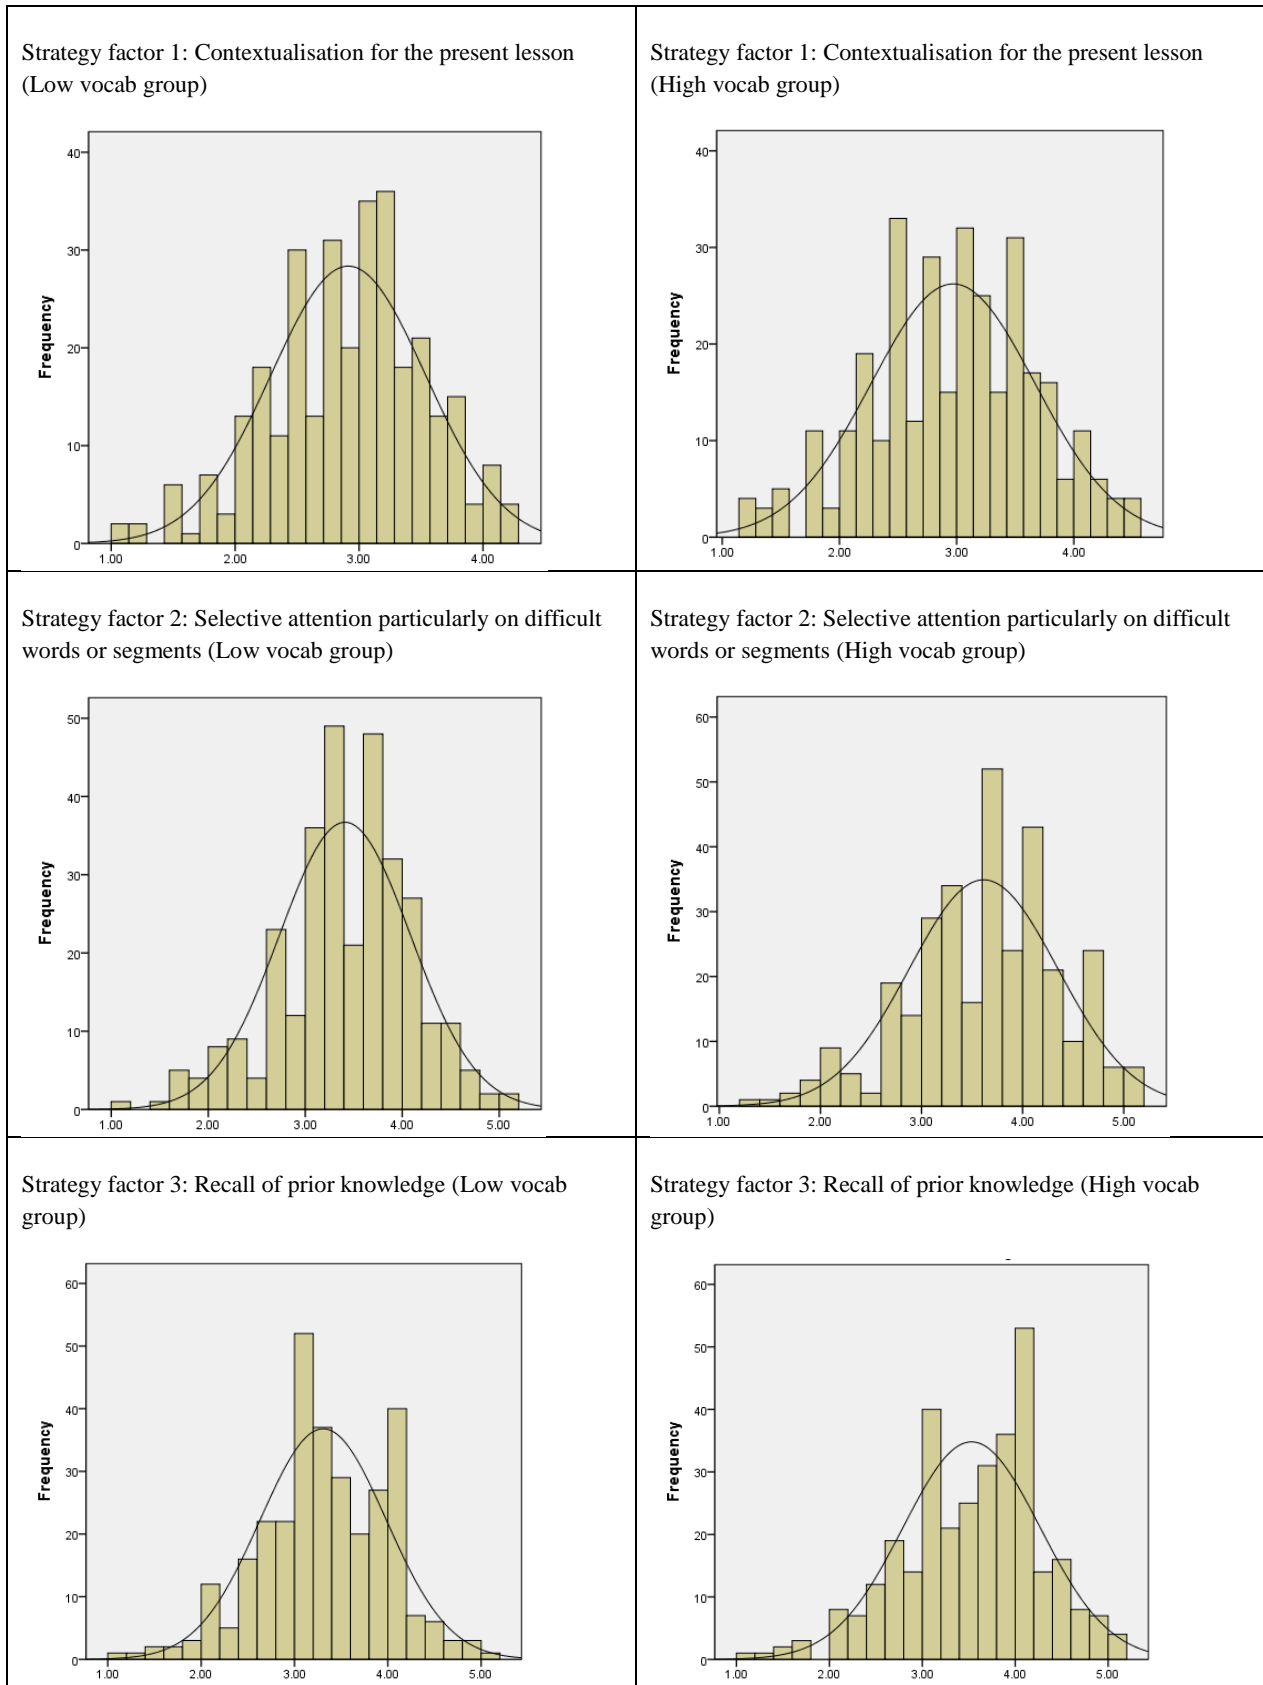 Strategy factor 1: Contextualisation for the present lesson
(Low vocab group)
40
30
20
10
0
Frequency
1.00 2.00 3.00 4.00
Strategy factor 1: Contextualisation for the present lesson
(High vocab group)
40
30
20
10
0
Frequency
1.00 2.00 3.00 4.00
Strategy factor 2: Selective attention particularly on difficult
words or segments (Low vocab group)
50
40
30
20
10
0
Frequency
1.00 2.00 3.00 4.00 5.00
Strategy factor 2: Selective attention particularly on difficult
words or segments (High vocab group)
60
50
40
30
20
10
0
Frequency
1.00 2.00 3.00 4.00 5.00
Strategy factor 3: Recall of prior knowledge (Low vocab
group)
60
50
40
30
20
10
0
Frequency
1.00 2.00 3.00 4.00 5.00
Strategy factor 3: Recall of prior knowledge (High vocab
group)
60
50
40
30
20
10
0
Frequency
1.00 2.00 3.00 4.00 5.00